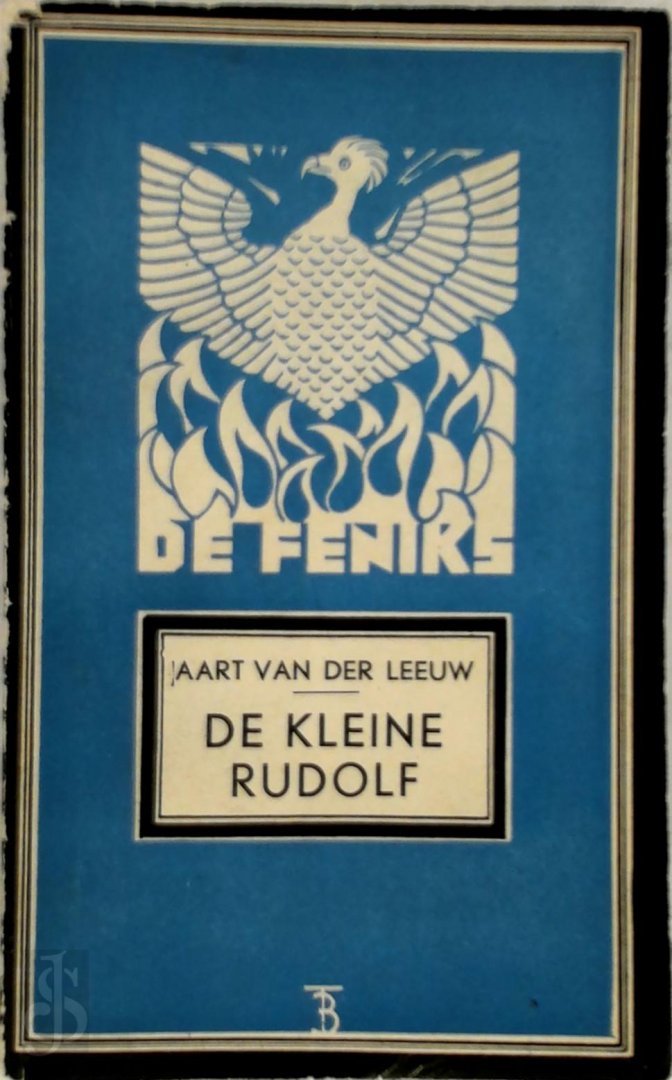 DE FENIKS
AART VAN DER LEEUW
DE KLEINE
RUDOLF